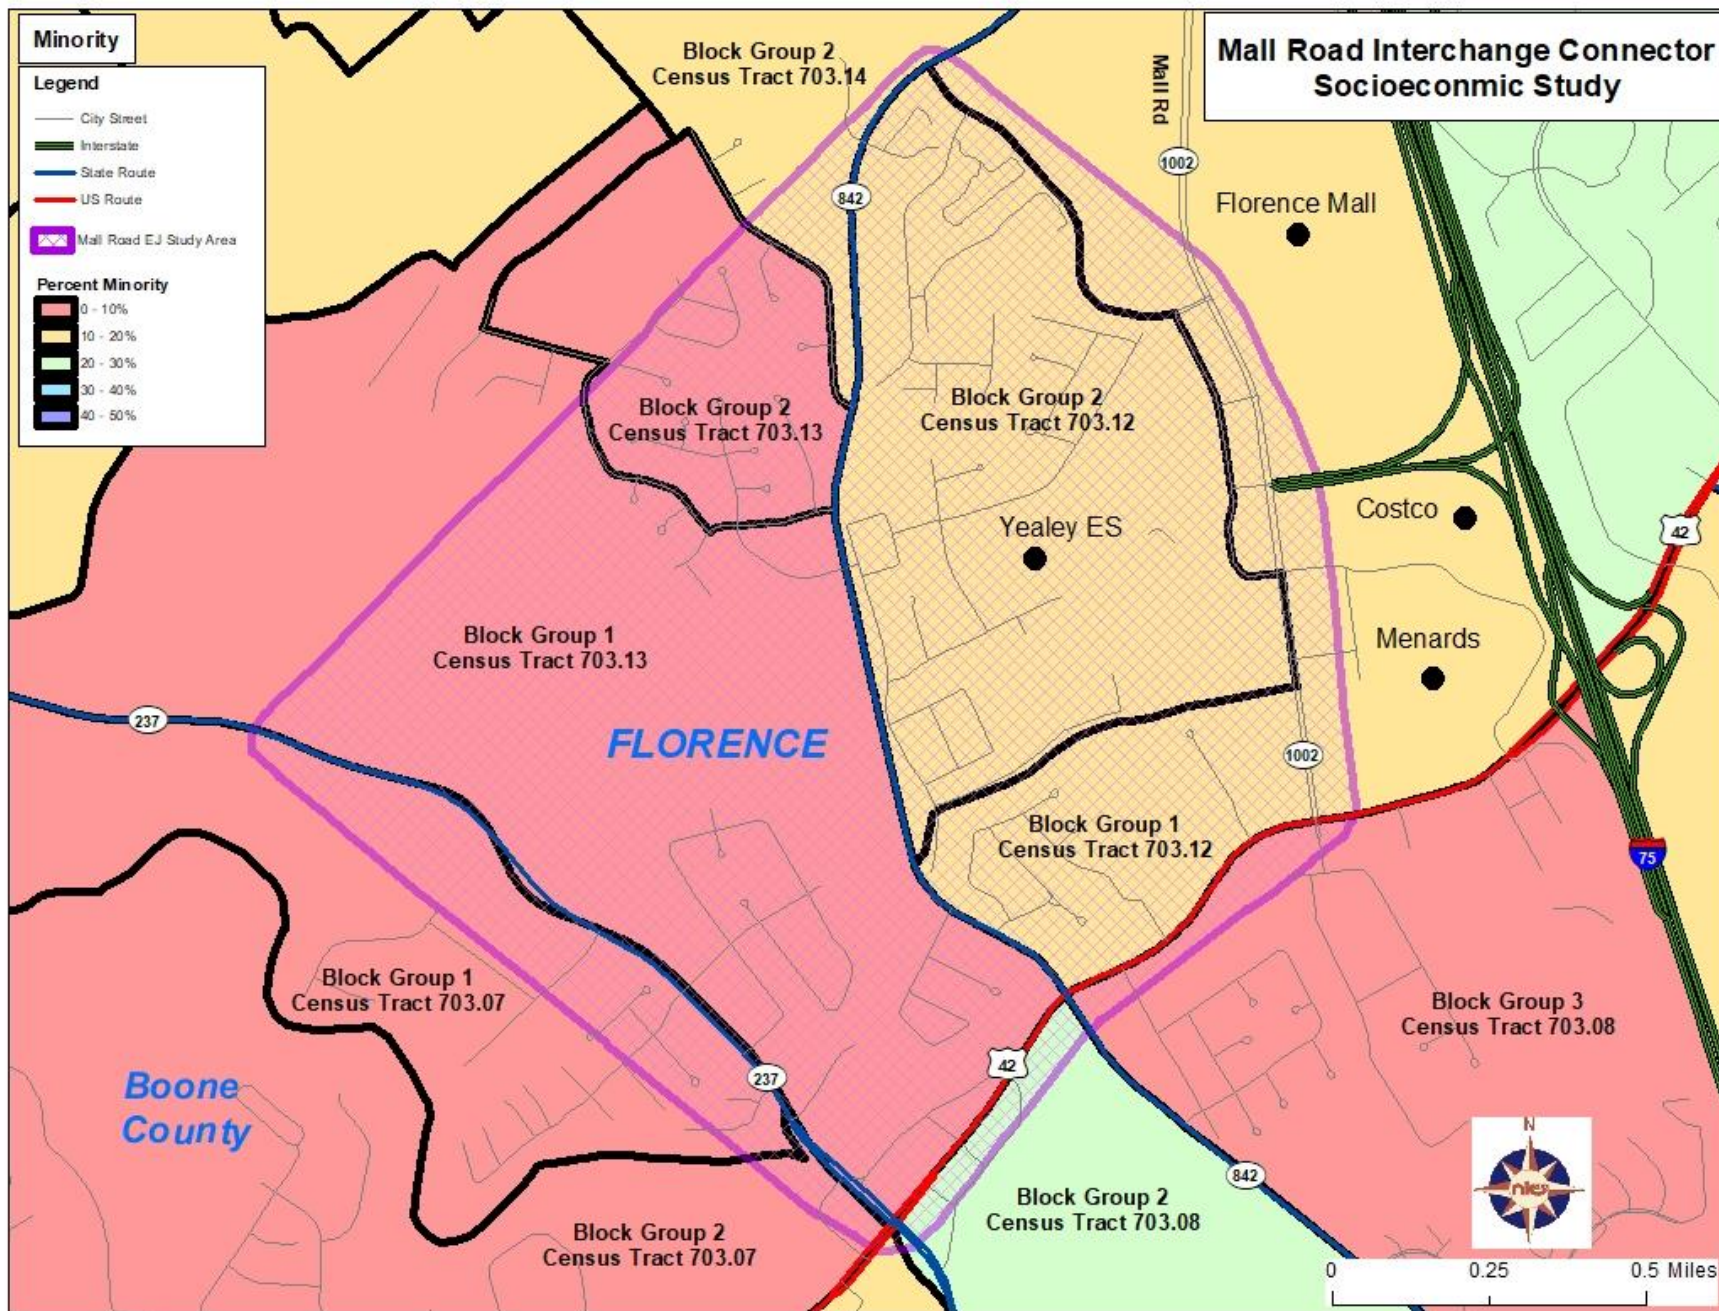 Minority
Legend
City Street
Interstate
State Route
US Route
Mall Road EJ Study Area
Percent Minority
0 - 10%
10 - 20%
20 - 30%
30 - 40%
40 - 50%
Mall Road Interchange Connector
Socioeconmic Study
Block Group 2
Census Tract 703.14
Mall Rd
1002
842
Florence Mall
Block Group 2
Census Tract 703.13
Block Group 2
Census Tract 703.12
Costco
42
Yealey ES
Block Group 1
Census Tract 703.13
Menards
237
FLORENCE
1002
Block Group 1
Census Tract 703.12
75
Block Group 1
Census Tract 703.07
Block Group 3
Census Tract 703.08
42
237
Boone
County
N
842
Block Group 2
Census Tract 703.08
Block Group 2
Census Tract 703.07
0 0.25 0.5 Miles